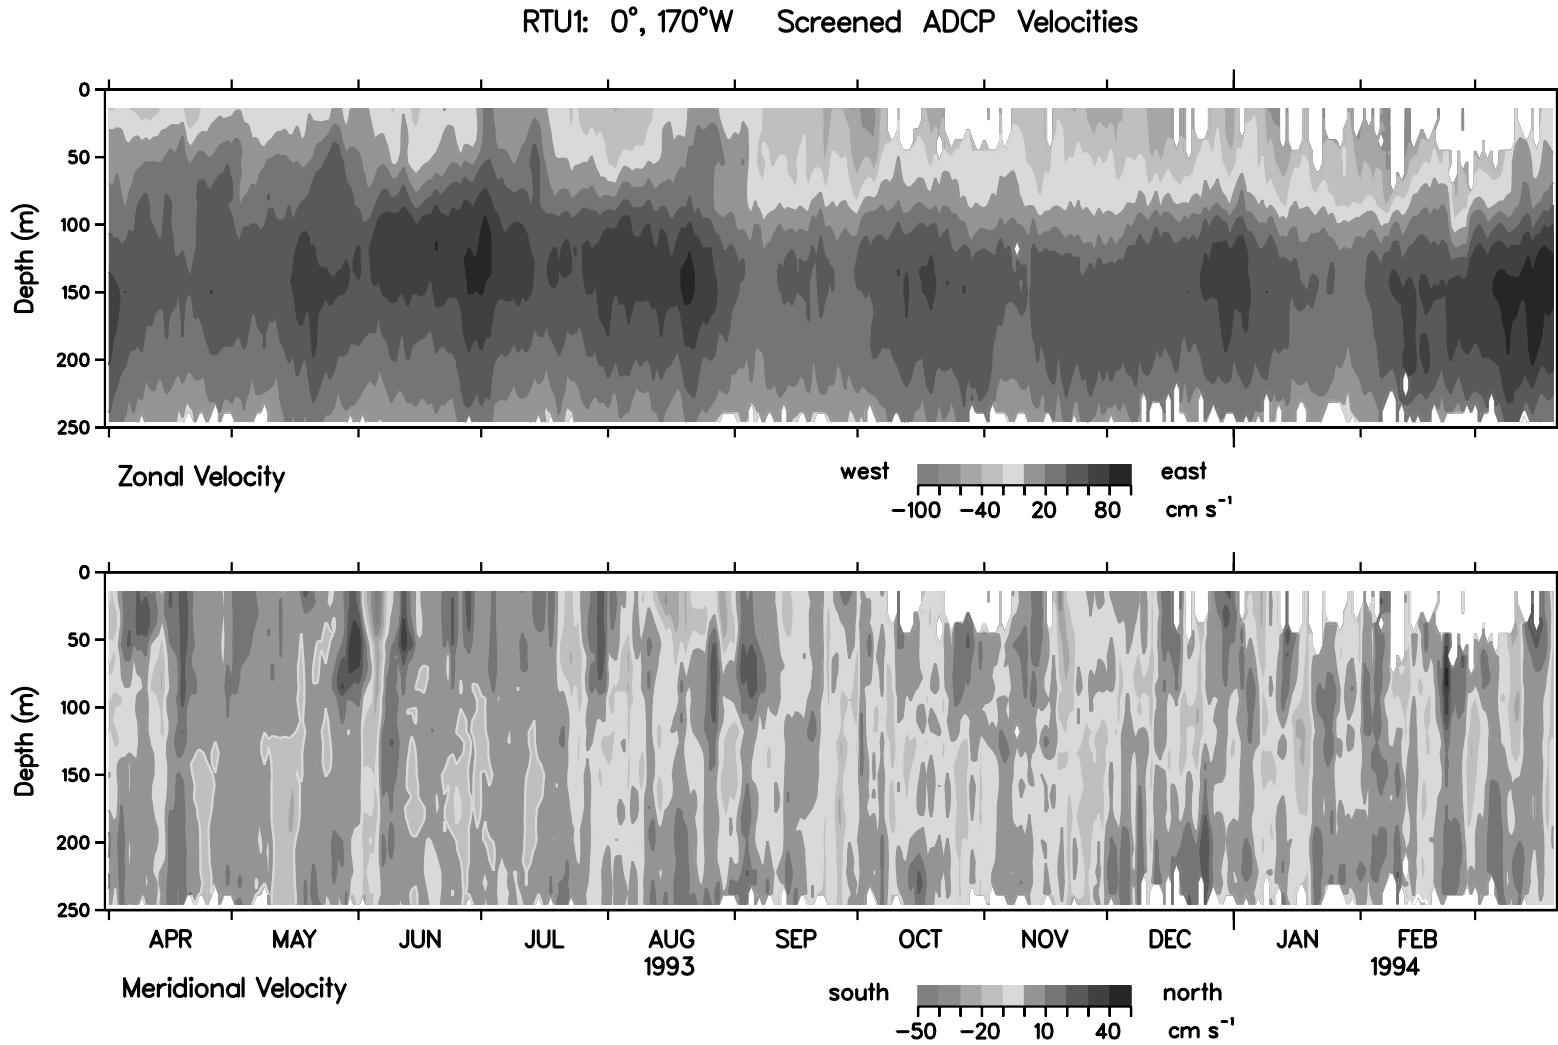 RTU1: 0°, 170°W Screened ADCP Velocities
0
50
100
150
200
250
Depth (m)
Zonal Velocity
west east
−100 −40 20 80 cm s⁻¹
0
50
100
150
200
250
Depth (m)
APR MAY JUN JUL AUG SEP OCT NOV DEC JAN FEB
1993 1994
Meridional Velocity
south north
−50 −20 10 40 cm s⁻¹